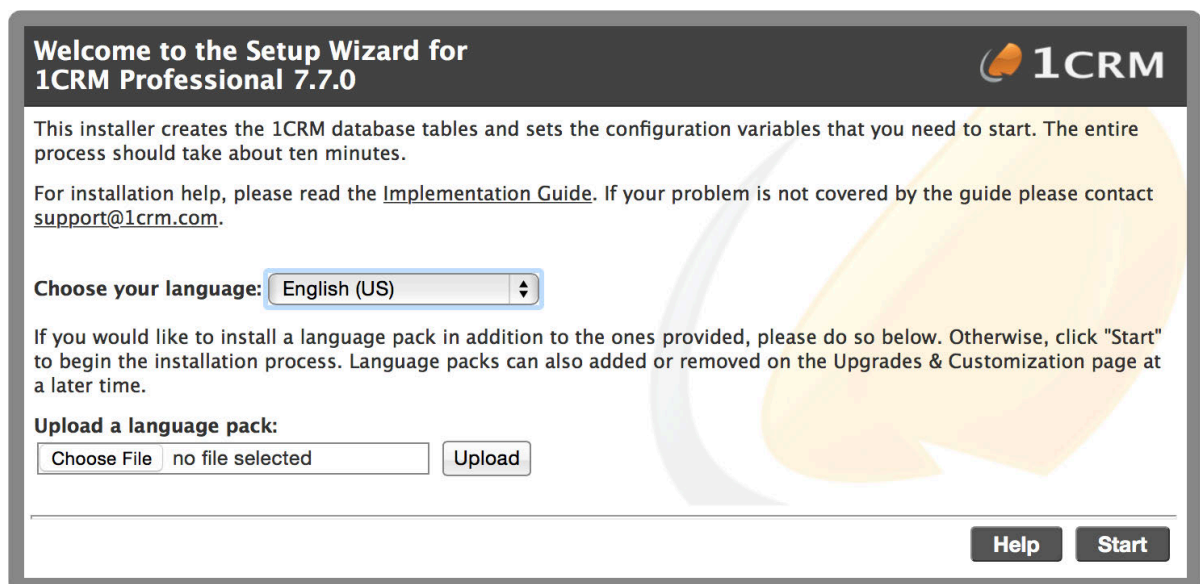 Welcome to the Setup Wizard for
1CRM Professional 7.7.0
1CRM
This installer creates the 1CRM database tables and sets the configuration variables that you need to start. The entire
process should take about ten minutes.
For installation help, please read the Implementation Guide. If your problem is not covered by the guide please contact
support@1crm.com.
Choose your language: English (US)
If you would like to install a language pack in addition to the ones provided, please do so below. Otherwise, click "Start"
to begin the installation process. Language packs can also added or removed on the Upgrades & Customization page at
a later time.
Upload a language pack:
Choose File no file selected Upload
Help Start